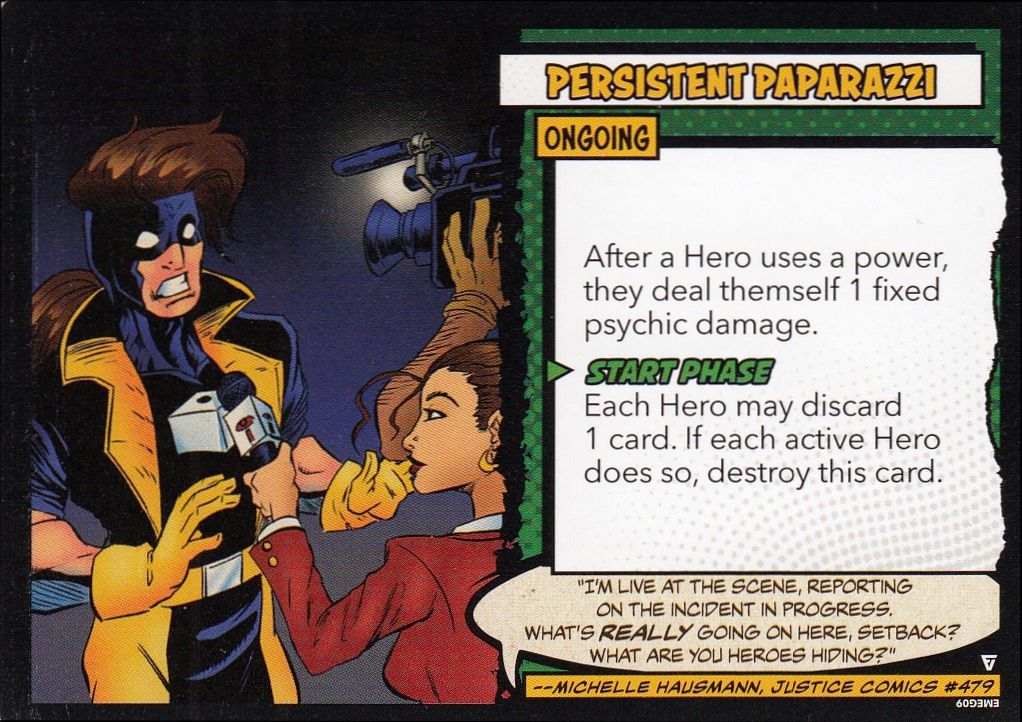 PERSISTENT PAPARAZZI
ONGOING
After a Hero uses a power,
they deal themself 1 fixed
psychic damage.
START PHASE
Each Hero may discard
1 card. If each active Hero
does so, destroy this card.
"I'M LIVE AT THE SCENE, REPORTING
ON THE INCIDENT IN PROGRESS.
WHAT'S REALLY GOING ON HERE, SETBACK?
WHAT ARE YOU HEROES HIDING?"
--MICHELLE HAUSMANN, JUSTICE COMICS #479
EMEG09